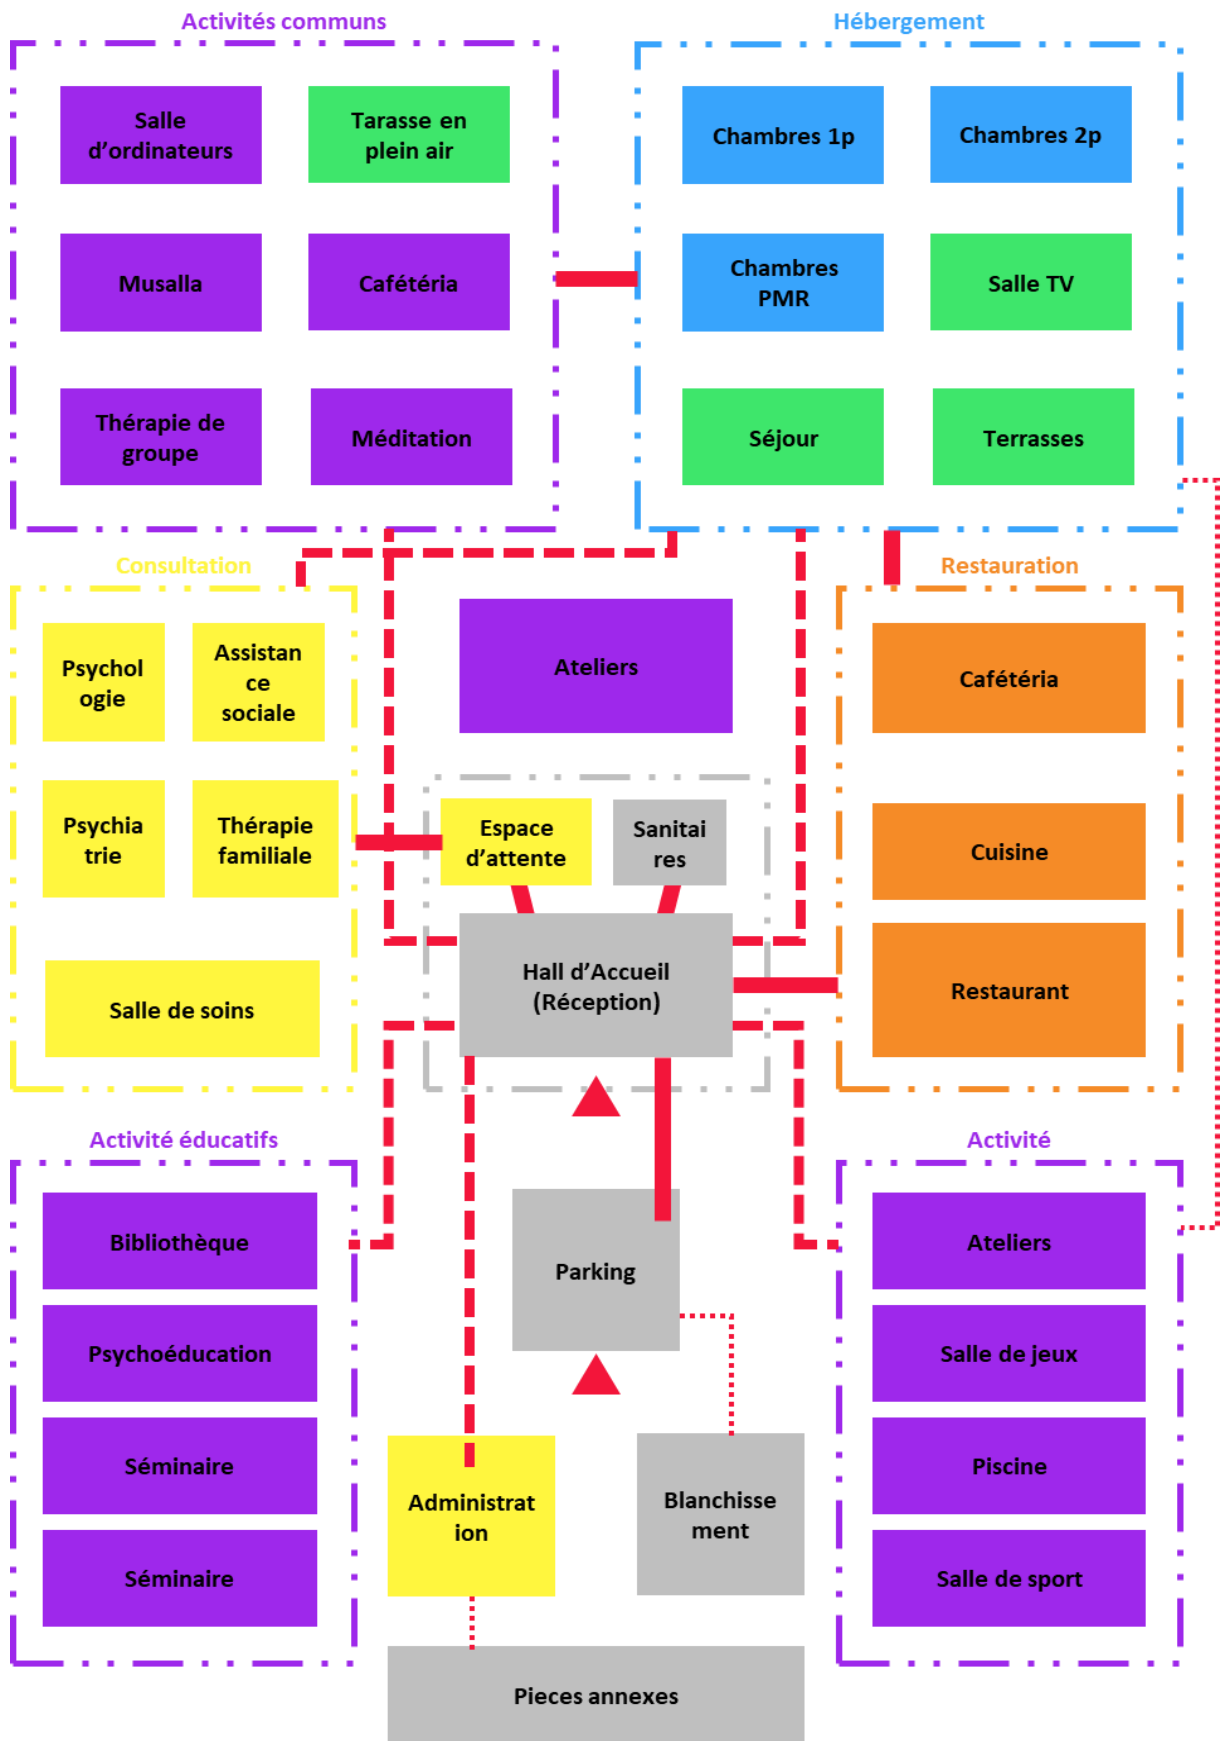 Activités communs
Salle
d’ordinateurs
Tarasse en
plein air
Musalla
Cafétéria
Thérapie de
groupe
Méditation
Hébergement
Chambres 1p
Chambres 2p
Chambres
PMR
Salle TV
Séjour
Terrasses
Consultation
Psychol
ogie
Assistan
ce
sociale
Psychia
trie
Thérapie
familiale
Salle de soins
Ateliers
Espace
d’attente
Sanitai
res
Hall d’Accueil
(Réception)
Restauration
Cafétéria
Cuisine
Restaurant
Activité éducatifs
Bibliothèque
Psychoéducation
Séminaire
Séminaire
Parking
Administrat
ion
Blanchisse
ment
Pieces annexes
Activité
Ateliers
Salle de jeux
Piscine
Salle de sport